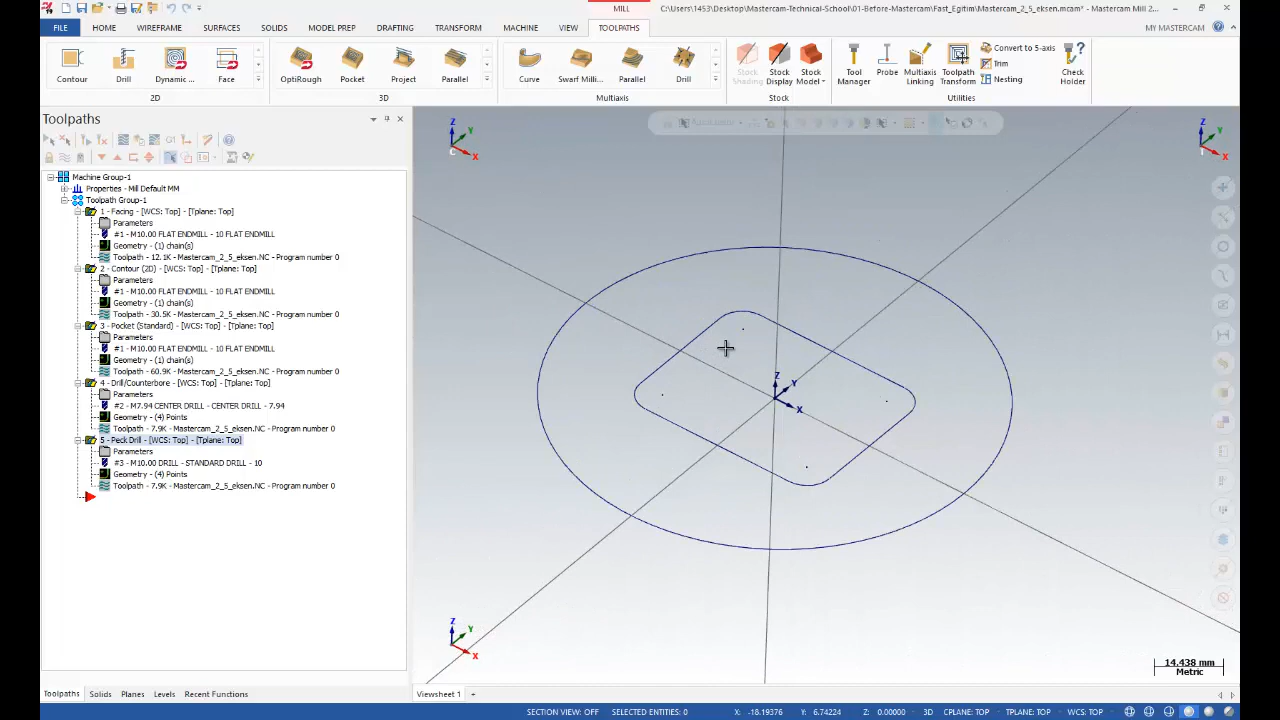 MILL
C:\Users\1453\Desktop\Mastercam-Technical-School\01-Before-Mastercam\Fast_Egitim\Mastercam_2_5_eksen.mcam* - Mastercam Mill 2...
FILE HOME WIREFRAME SURFACES SOLIDS MODEL PREP DRAFTING TRANSFORM MACHINE VIEW TOOLPATHS MY MASTERCAM
Contour Drill Dynamic ... Face OptiRough Pocket Project Parallel Curve Swarf Milli... Parallel Drill Stock Shading Stock Display Stock Model Tool Manager Probe Multiaxis Linking Toolpath Transform Convert to 5-axis Trim Nesting Check Holder
2D 3D Multiaxis Stock Utilities
Toolpaths
Machine Group-1
Properties - Mill Default MM
Toolpath Group-1
1 - Facing - [WCS: Top] - [Tplane: Top]
Parameters
#1 - M10.00 FLAT ENDMILL - 10 FLAT ENDMILL
Geometry - (1) chain(s)
Toolpath - 12.1K - Mastercam_2_5_eksen.NC - Program number 0
2 - Contour (2D) - [WCS: Top] - [Tplane: Top]
Parameters
#1 - M10.00 FLAT ENDMILL - 10 FLAT ENDMILL
Geometry - (1) chain(s)
Toolpath - 30.5K - Mastercam_2_5_eksen.NC - Program number 0
3 - Pocket (Standard) - [WCS: Top] - [Tplane: Top]
Parameters
#1 - M10.00 FLAT ENDMILL - 10 FLAT ENDMILL
Geometry - (1) chain(s)
Toolpath - 60.9K - Mastercam_2_5_eksen.NC - Program number 0
4 - Drill/Counterbore - [WCS: Top] - [Tplane: Top]
Parameters
#2 - M7.94 CENTER DRILL - CENTER DRILL - 7.94
Geometry - (4) Points
Toolpath - 7.9K - Mastercam_2_5_eksen.NC - Program number 0
5 - Peck Drill - [WCS: Top] - [Tplane: Top]
Parameters
#3 - M10.00 DRILL - STANDARD DRILL - 10
Geometry - (4) Points
Toolpath - 7.9K - Mastercam_2_5_eksen.NC - Program number 0
Z Y X
Z Y X
Z Y X
Z Y X
14.438 mm
Metric
Toolpaths Solids Planes Levels Recent Functions Viewsheet 1 +
SECTION VIEW: OFF SELECTED ENTITIES: 0 X: -18.19376 Y: 6.74224 Z: 0.00000 3D CPLANE: TOP TPLANE: TOP WCS: TOP